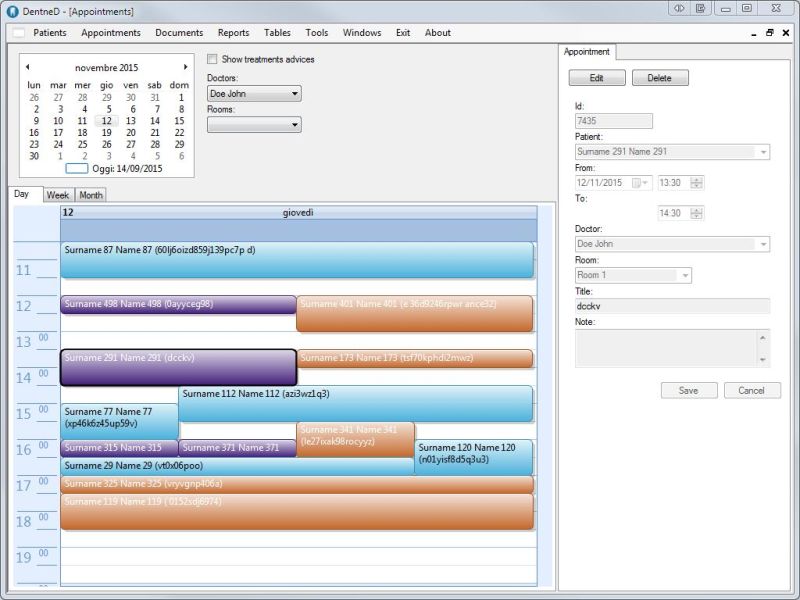 DentneD - [Appointments]
Patients Appointments Documents Reports Tables Tools Windows Exit About
novembre 2015
lun mar mer gio ven sab dom
26 27 28 29 30 31 1
2 3 4 5 6 7 8
9 10 11 12 13 14 15
16 17 18 19 20 21 22
23 24 25 26 27 28 29
30 1 2 3 4 5 6
Oggi: 14/09/2015
Show treatments advices
Doctors:
Doe John
Rooms:
Day Week Month
12 giovedì
Surname 87 Name 87 (60lj6oizd859j139pc7p d)
11
12
Surname 498 Name 498 (0ayyceg98)
Surname 401 Name 401 (e 36d9246rpwr ance32)
13 00
Surname 291 Name 291 (dcckv)
Surname 173 Name 173 (tsf70kphdi2mwz)
14 00
Surname 112 Name 112 (azi3wz1q3)
15 00
Surname 77 Name 77
(xp46k6z45up59v)
Surname 341 Name 341
(le27ixak98rocyyz)
16 00
Surname 315 Name 315
Surname 371 Name 371
Surname 120 Name 120
(n01yisf8d5q3u3)
Surname 29 Name 29 (vt0x06poo)
17 00
Surname 325 Name 325 (vryvgnp406a)
Surname 119 Name 119 ( 0152sdj6974)
18 00
19 00
Appointment
Edit Delete
Id:
7435
Patient:
Surname 291 Name 291
From:
12/11/2015 13:30
To:
14:30
Doctor:
Doe John
Room:
Room 1
Title:
dcckv
Note:
Save Cancel